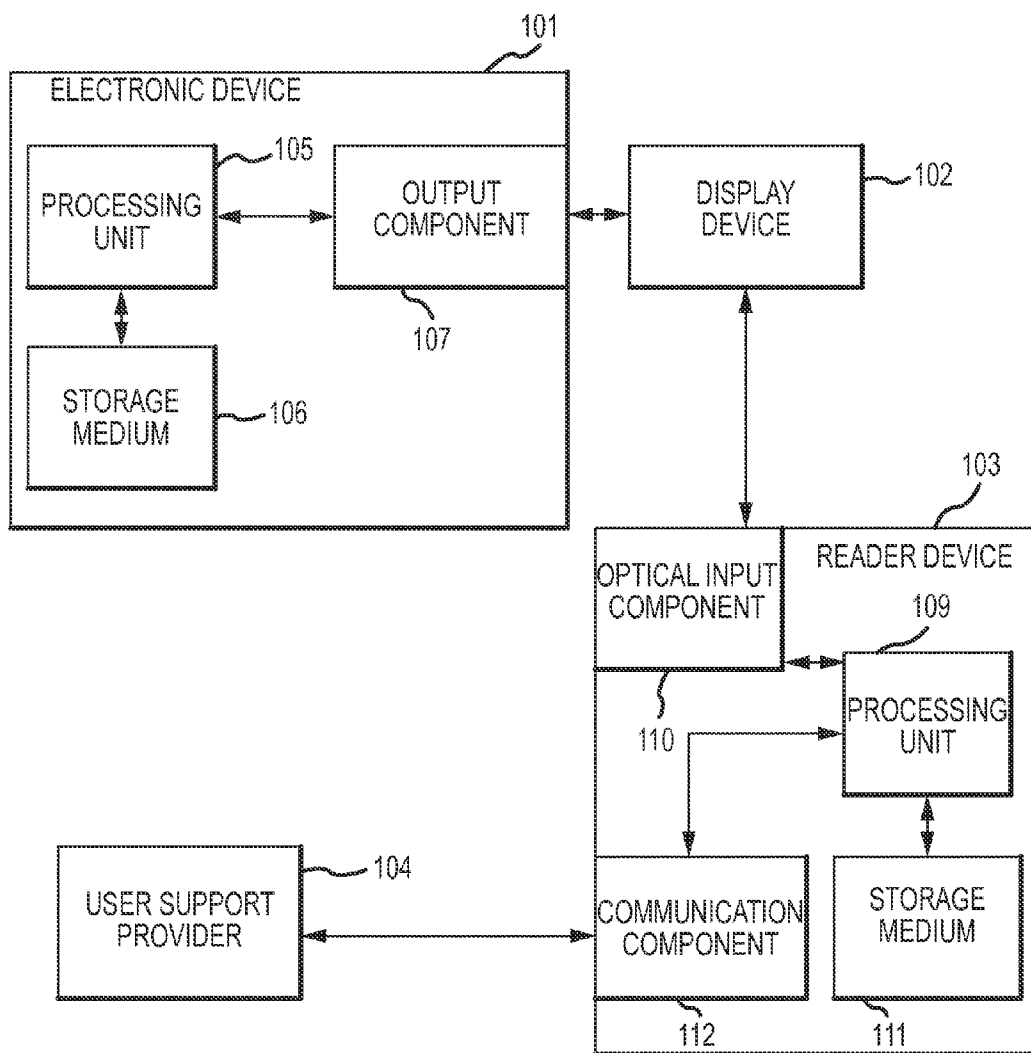 101
ELECTRONIC DEVICE
105
PROCESSING
UNIT
OUTPUT
COMPONENT
107
DISPLAY
DEVICE
102
STORAGE
MEDIUM
106
103
READER DEVICE
OPTICAL INPUT
COMPONENT
110
109
PROCESSING
UNIT
USER SUPPORT
PROVIDER
104
COMMUNICATION
COMPONENT
112
STORAGE
MEDIUM
111